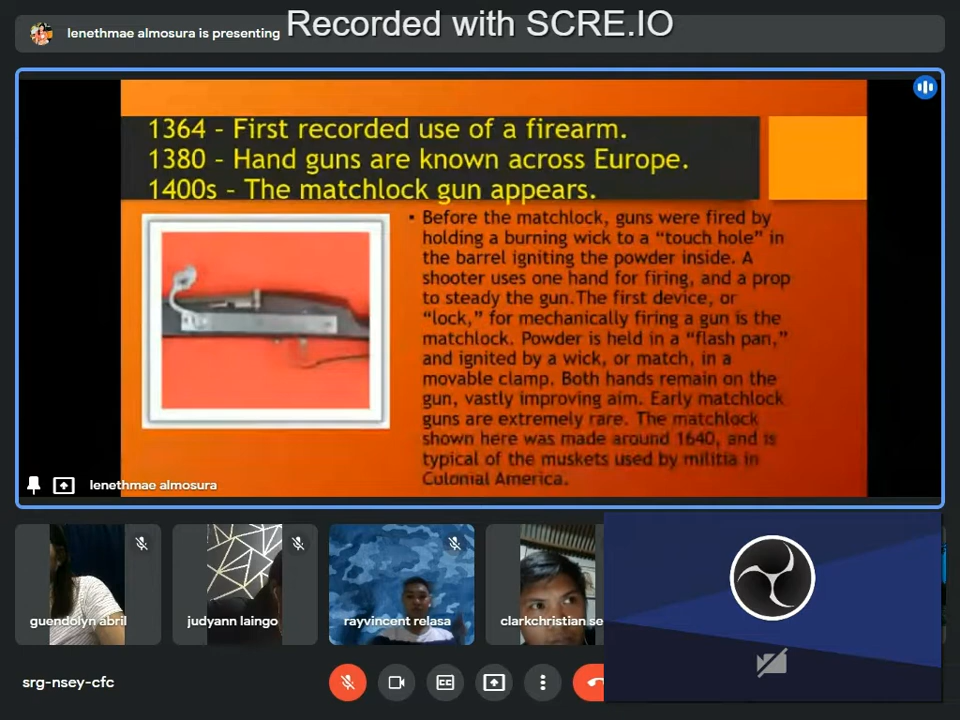 lenethmae almosura is presenting
Recorded with SCRE.IO
1364 – First recorded use of a firearm.
1380 – Hand guns are known across Europe.
1400s – The matchlock gun appears.
• Before the matchlock, guns were fired by
holding a burning wick to a “touch hole” in
the barrel igniting the powder inside. A
shooter uses one hand for firing, and a prop
to steady the gun.The first device, or
“lock,” for mechanically firing a gun is the
matchlock. Powder is held in a “flash pan,”
and ignited by a wick, or match, in a
movable clamp. Both hands remain on the
gun, vastly improving aim. Early matchlock
guns are extremely rare. The matchlock
shown here was made around 1640, and is
typical of the muskets used by militia in
Colonial America.
lenethmae almosura
guendolyn abril
judyann laingo
rayvincent relasa
clarkchristian se
srg-nsey-cfc